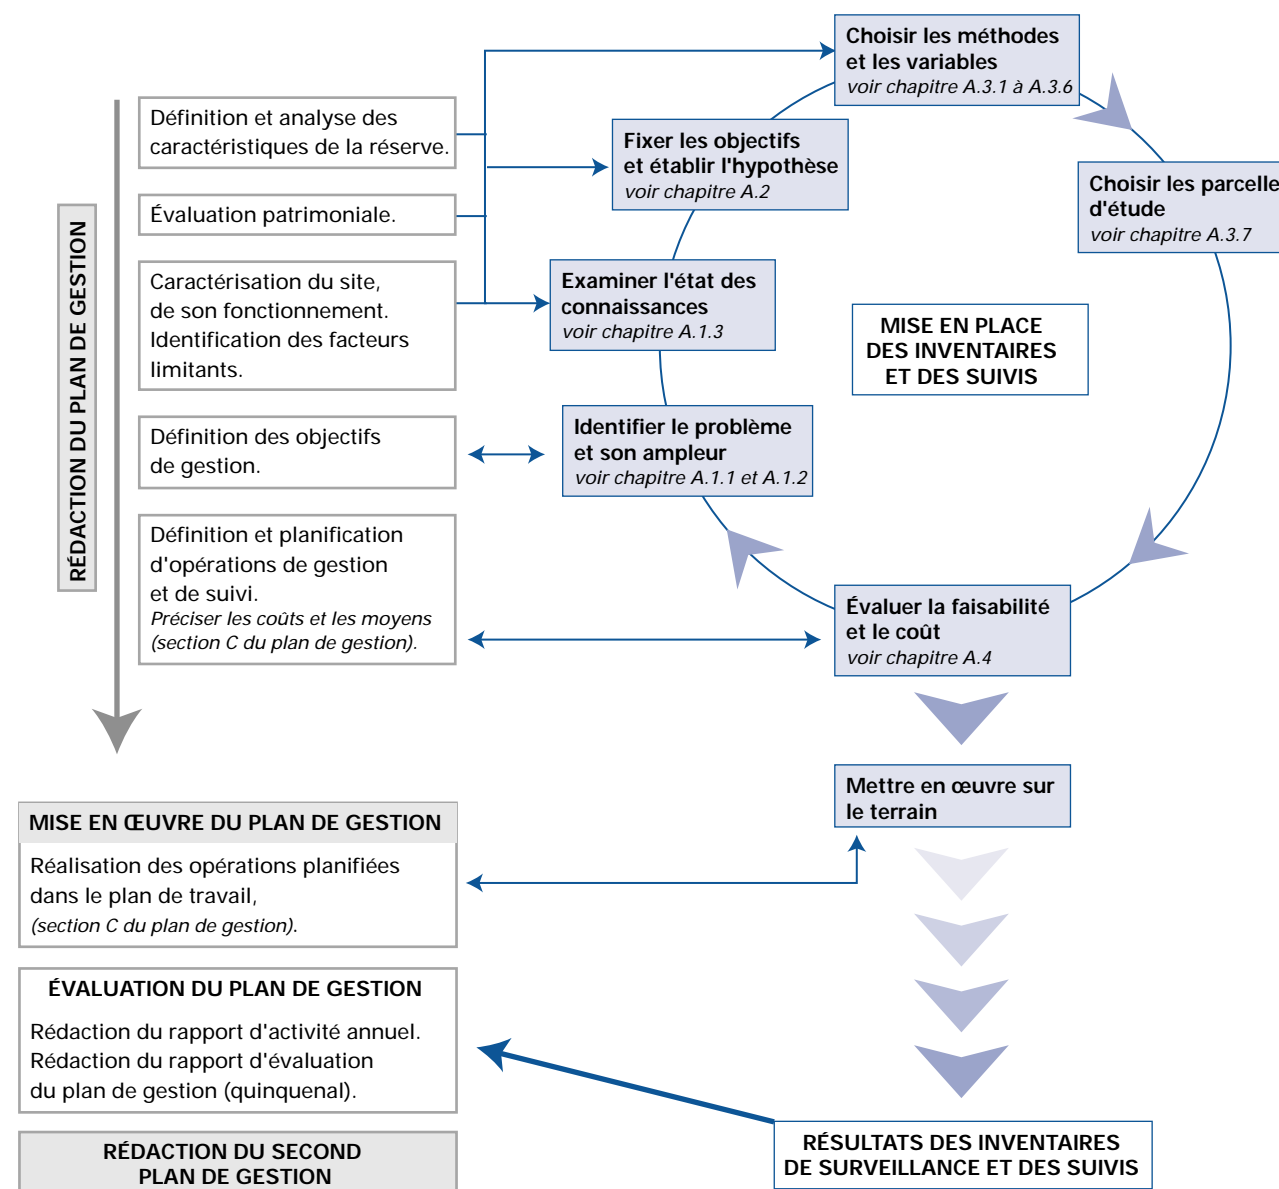 RÉDACTION DU PLAN DE GESTION
Définition et analyse des
caractéristiques de la réserve.
Évaluation patrimoniale.
Caractérisation du site,
de son fonctionnement.
Identification des facteurs
limitants.
Définition des objectifs
de gestion.
Définition et planification
d'opérations de gestion
et de suivi.
Préciser les coûts et les moyens
(section C du plan de gestion).
Choisir les méthodes
et les variables
voir chapitre A.3.1 à A.3.6
Fixer les objectifs
et établir l'hypothèse
voir chapitre A.2
Choisir les parcelle
d'étude
voir chapitre A.3.7
Examiner l'état des
connaissances
voir chapitre A.1.3
MISE EN PLACE
DES INVENTAIRES
ET DES SUIVIS
Identifier le problème
et son ampleur
voir chapitre A.1.1 et A.1.2
Évaluer la faisabilité
et le coût
voir chapitre A.4
Mettre en œuvre sur
le terrain
MISE EN ŒUVRE DU PLAN DE GESTION
Réalisation des opérations planifiées
dans le plan de travail,
(section C du plan de gestion).
ÉVALUATION DU PLAN DE GESTION
Rédaction du rapport d'activité annuel.
Rédaction du rapport d'évaluation
du plan de gestion (quinquenal).
RÉDACTION DU SECOND
PLAN DE GESTION
RÉSULTATS DES INVENTAIRES
DE SURVEILLANCE ET DES SUIVIS